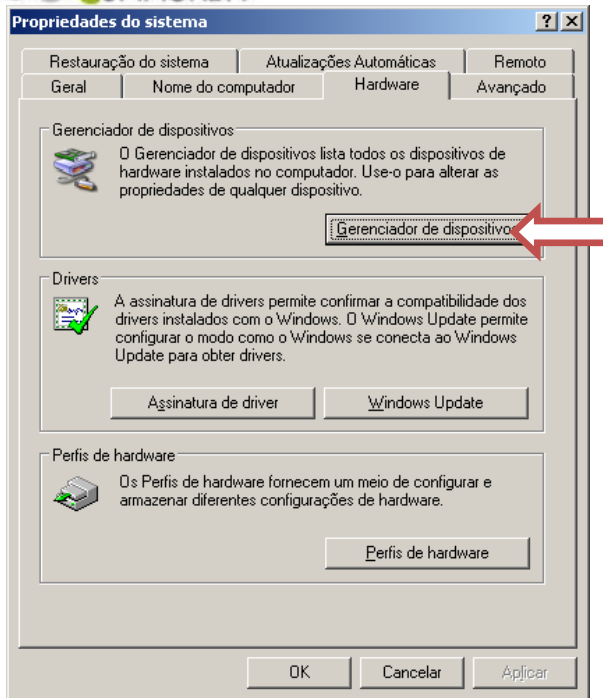 Propriedades do sistema
Restauração do sistema
Atualizações Automáticas
Remoto
Geral
Nome do computador
Hardware
Avançado
Gerenciador de dispositivos
O Gerenciador de dispositivos lista todos os dispositivos de
hardware instalados no computador. Use-o para alterar as
propriedades de qualquer dispositivo.
Gerenciador de dispositivos
Drivers
A assinatura de drivers permite confirmar a compatibilidade dos
drivers instalados com o Windows. O Windows Update permite
configurar o modo como o Windows se conecta ao Windows
Update para obter drivers.
Assinatura de driver
Windows Update
Perfis de hardware
Os Perfis de hardware fornecem um meio de configurar e
armazenar diferentes configurações de hardware.
Perfis de hardware
OK
Cancelar
Aplicar